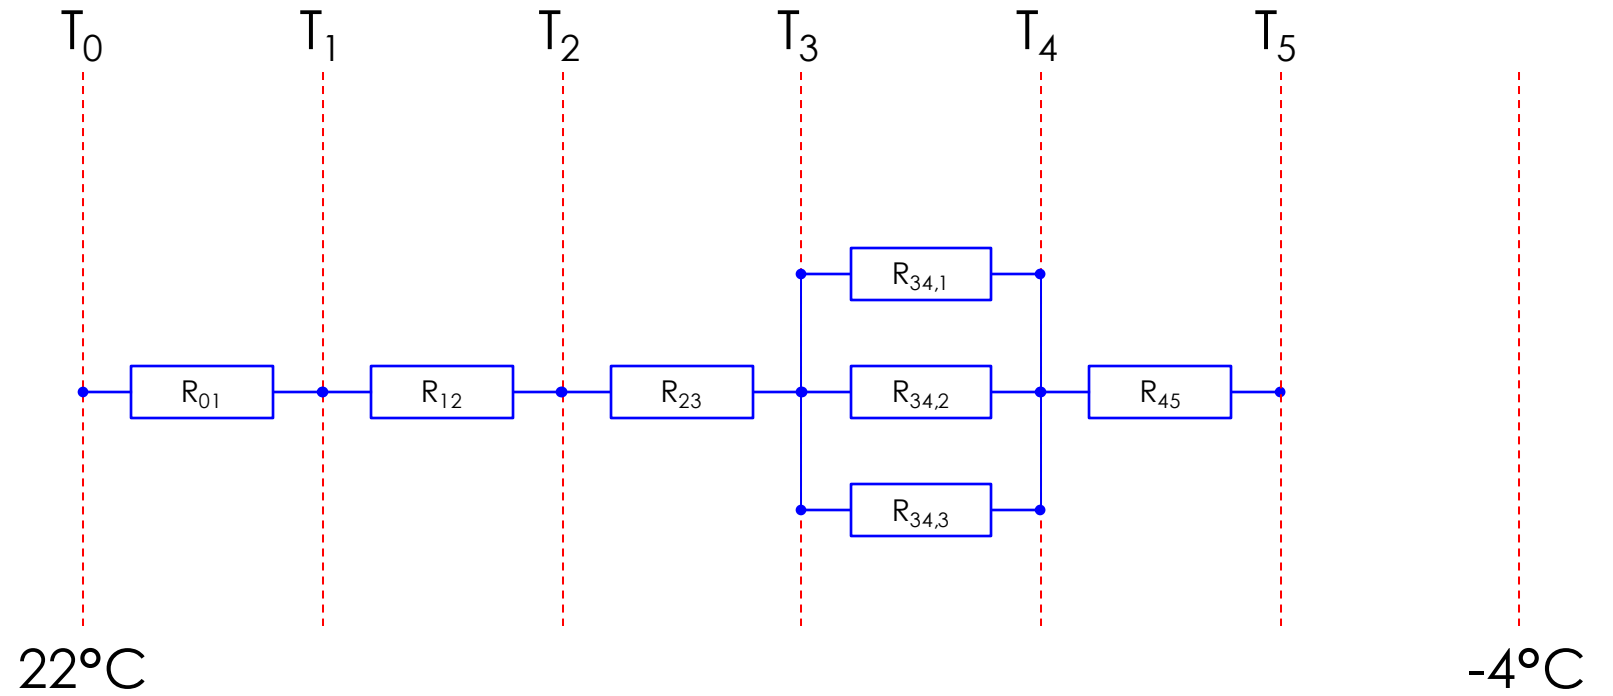 T₀ T₁ T₂ T₃ T₄ T₅
R₃₄,₁
R₀₁ R₁₂ R₂₃ R₃₄,₂ R₄₅
R₃₄,₃
22°C -4°C